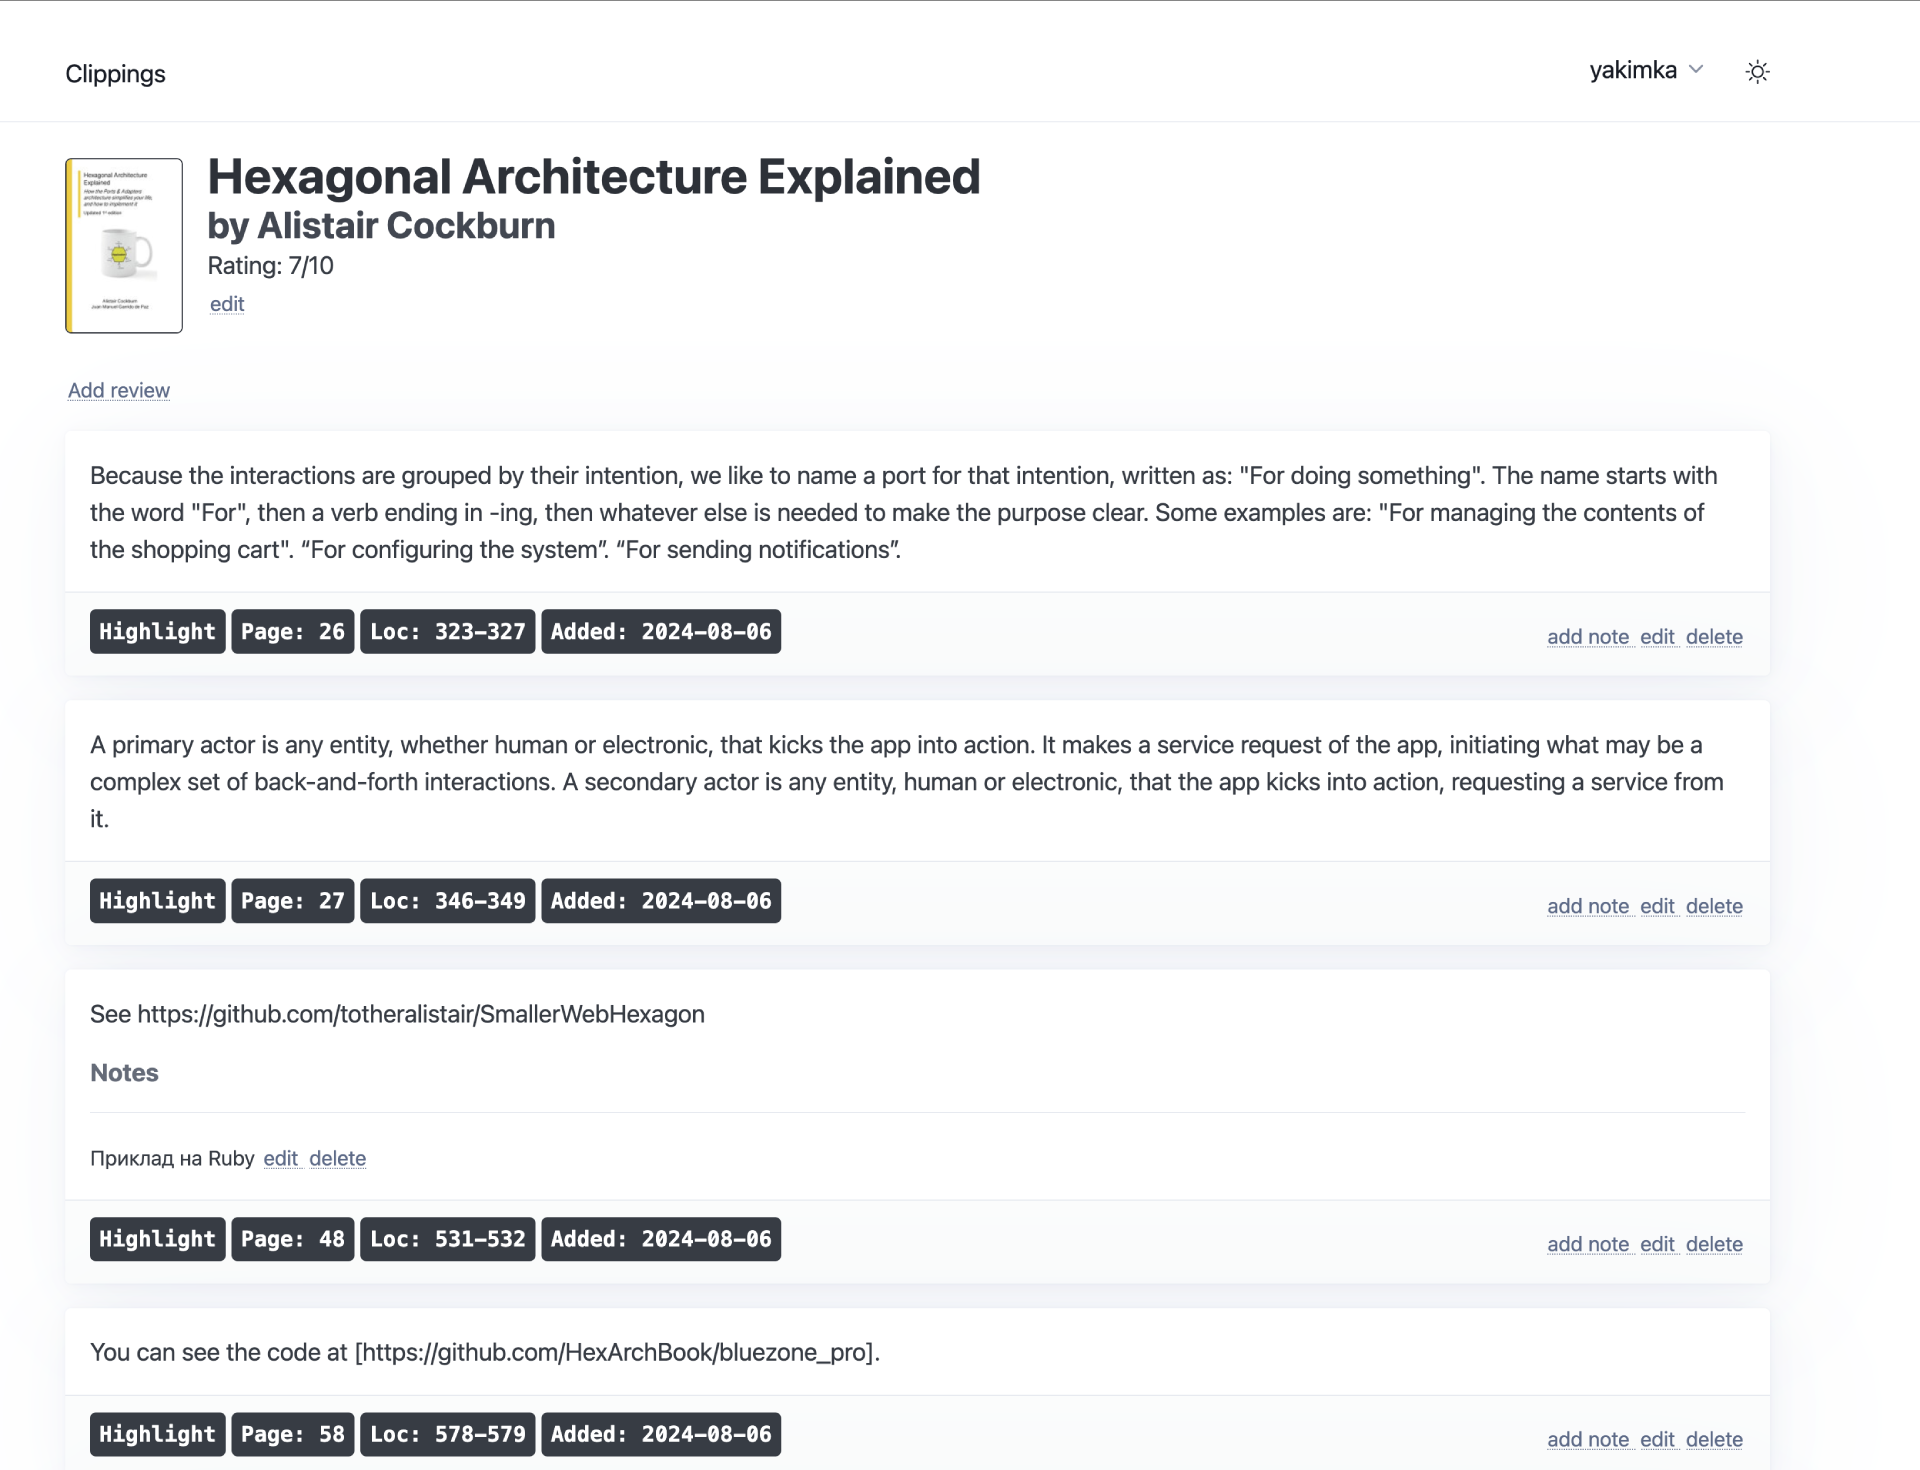 Clippings
yakimka
Hexagonal Architecture
Explained
How the Ports & Adapters
architecture simplifies your life,
and how to implement it
Updated 1st edition
Alistair Cockburn
Juan Manuel Garrido de Paz
Hexagonal Architecture Explained
by Alistair Cockburn
Rating: 7/10
edit
Add review
Because the interactions are grouped by their intention, we like to name a port for that intention, written as: "For doing something". The name starts with
the word "For", then a verb ending in -ing, then whatever else is needed to make the purpose clear. Some examples are: "For managing the contents of
the shopping cart". “For configuring the system”. “For sending notifications”.
Highlight Page: 26 Loc: 323–327 Added: 2024–08–06
add note edit delete
A primary actor is any entity, whether human or electronic, that kicks the app into action. It makes a service request of the app, initiating what may be a
complex set of back-and-forth interactions. A secondary actor is any entity, human or electronic, that the app kicks into action, requesting a service from
it.
Highlight Page: 27 Loc: 346–349 Added: 2024–08–06
add note edit delete
See https://github.com/totheralistair/SmallerWebHexagon
Notes
Приклад на Ruby edit delete
Highlight Page: 48 Loc: 531–532 Added: 2024–08–06
add note edit delete
You can see the code at [https://github.com/HexArchBook/bluezone_pro].
Highlight Page: 58 Loc: 578–579 Added: 2024–08–06
add note edit delete